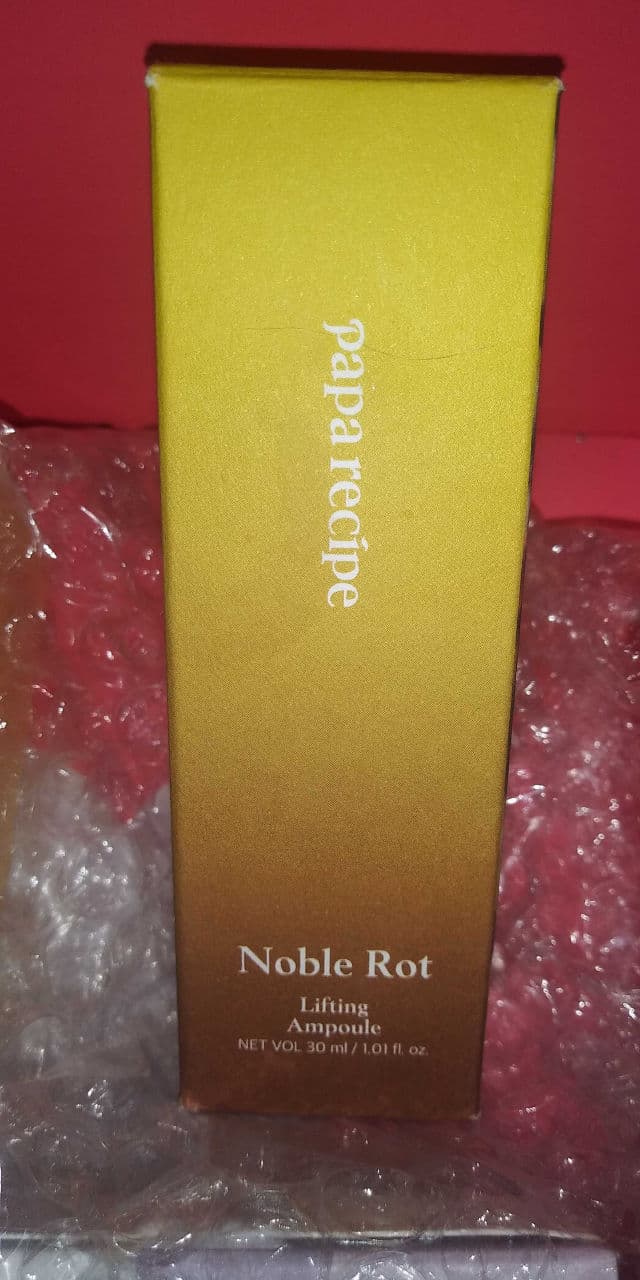 papa recipe
Noble Rot
Lifting
Ampoule
NET VOL 30 ml / 1.01 fl. oz.